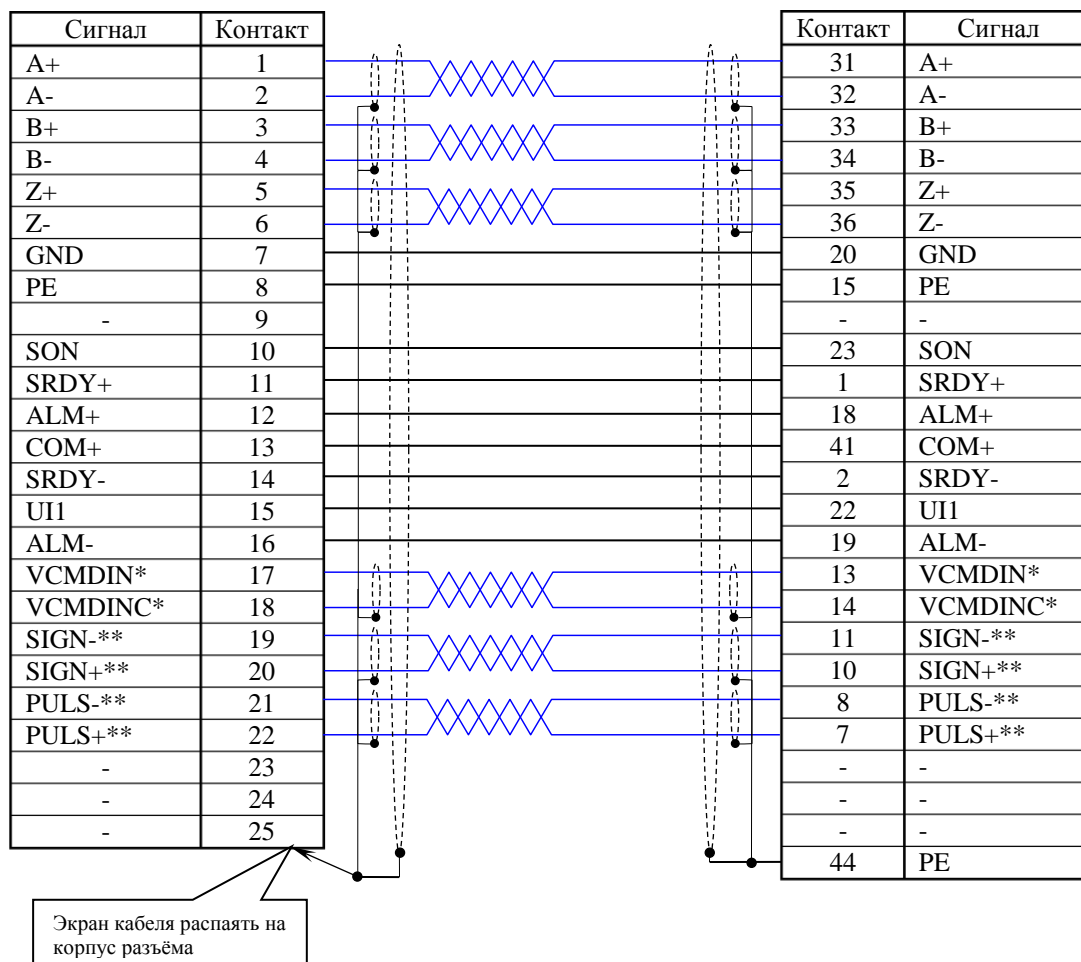 Сигнал Контакт Контакт Сигнал
A+ 1 31 A+
A- 2 32 A-
B+ 3 33 B+
B- 4 34 B-
Z+ 5 35 Z+
Z- 6 36 Z-
GND 7 20 GND
PE 8 15 PE
- 9 - -
SON 10 23 SON
SRDY+ 11 1 SRDY+
ALM+ 12 18 ALM+
COM+ 13 41 COM+
SRDY- 14 2 SRDY-
UI1 15 22 UI1
ALM- 16 19 ALM-
VCMDIN* 17 13 VCMDIN*
VCMDINC* 18 14 VCMDINC*
SIGN-** 19 11 SIGN-**
SIGN+** 20 10 SIGN+**
PULS-** 21 8 PULS-**
PULS+** 22 7 PULS+**
- 23 - -
- 24 - -
- 25 - -
44 PE
Экран кабеля распаять на
корпус разъёма